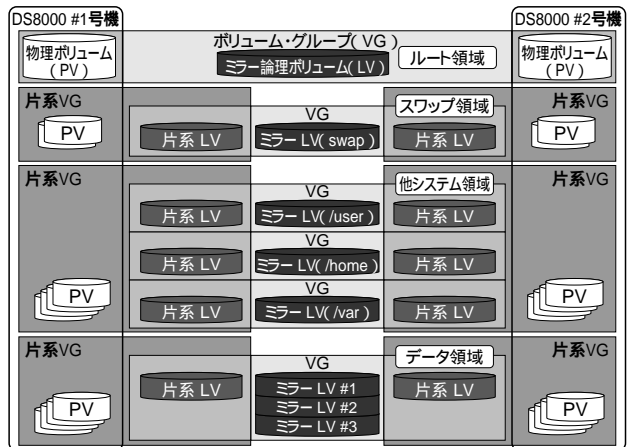 DS8000 #1号機
DS8000 #2号機
物理ボリューム
(PV)
ボリューム・グループ(VG)
ミラー論理ボリューム(LV)
ルート領域
物理ボリューム
(PV)
片系VG
PV
片系 LV
VG
ミラー LV(swap)
スワップ領域
片系 LV
片系VG
PV
片系VG
PV
他システム領域
VG
片系 LV
ミラー LV(/user)
片系 LV
VG
片系 LV
ミラー LV(/home)
片系 LV
VG
片系 LV
ミラー LV(/var)
片系 LV
片系VG
PV
片系VG
PV
データ領域
VG
片系 LV
ミラー LV #1
ミラー LV #2
ミラー LV #3
片系 LV
片系VG
PV